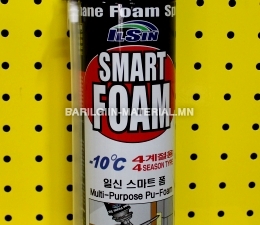 ane Foam Sp
ILSIN
SMART
FOAM
BARILGIIN-MATERIAL.MN
-10°C 4계절용
4 SEASON TYPE
일신 스마트 폼
Multi-Purpose Pu-Foam